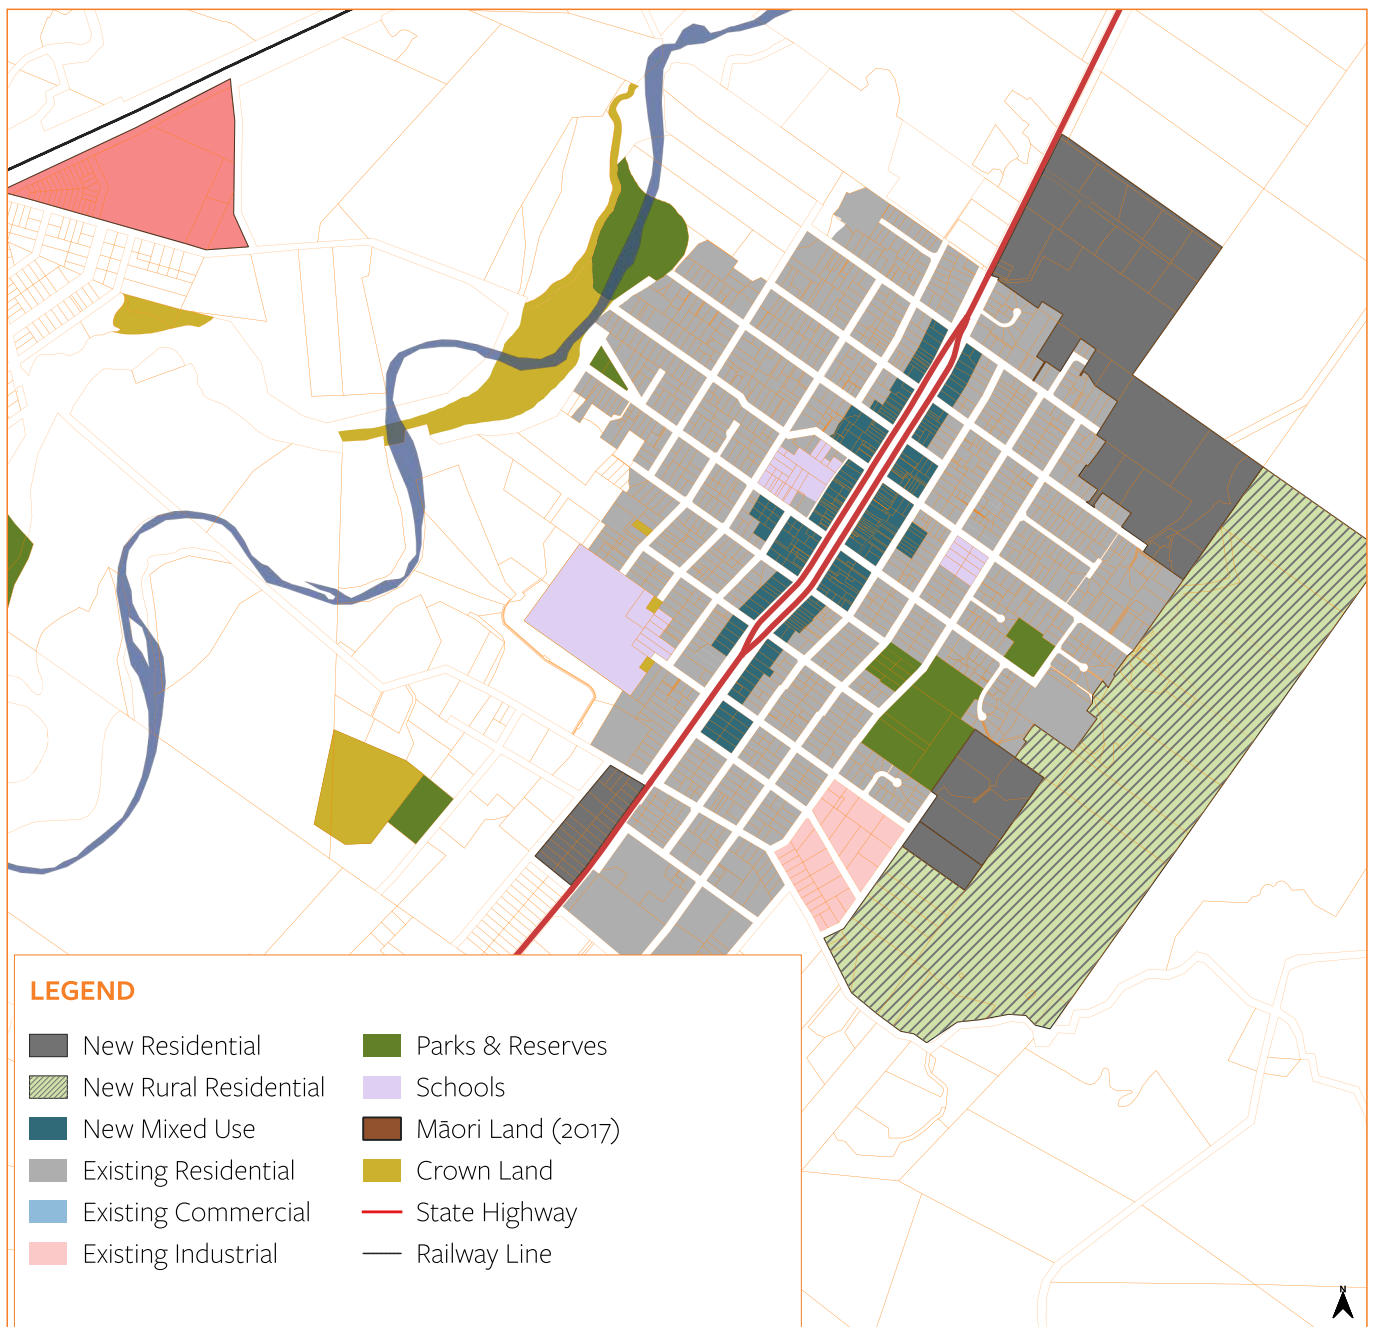 LEGEND
New Residential
New Rural Residential
New Mixed Use
Existing Residential
Existing Commercial
Existing Industrial
Parks & Reserves
Schools
Māori Land (2017)
Crown Land
State Highway
Railway Line
N